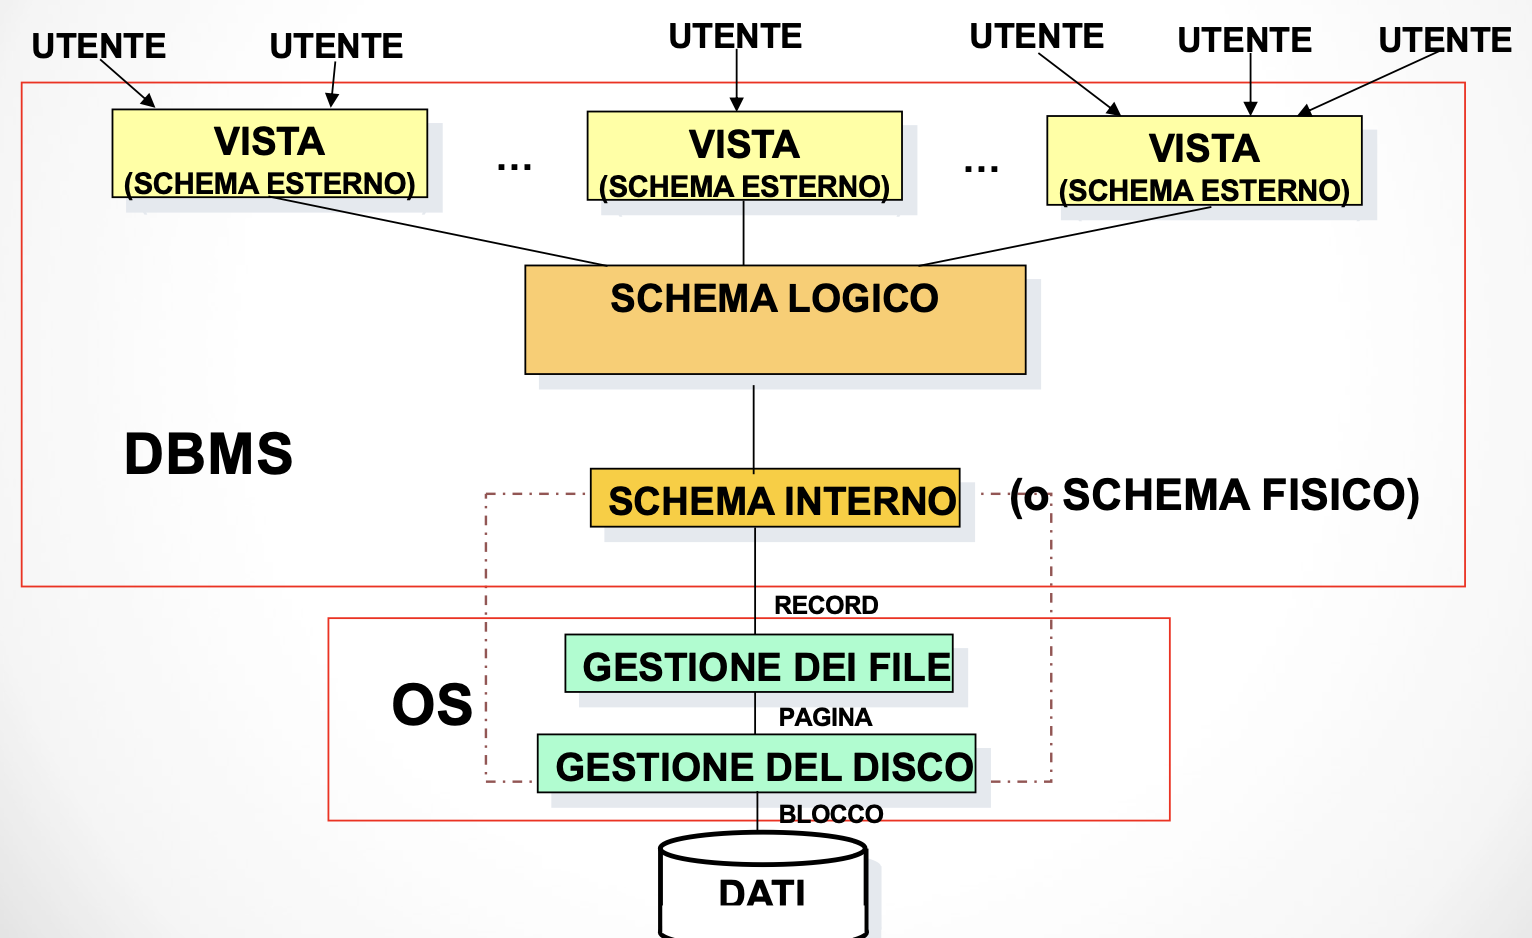 UTENTE
UTENTE
UTENTE
UTENTE
UTENTE
UTENTE
VISTA
(SCHEMA ESTERNO)
...
VISTA
(SCHEMA ESTERNO)
...
VISTA
(SCHEMA ESTERNO)
SCHEMA LOGICO
DBMS
SCHEMA INTERNO
(o SCHEMA FISICO)
RECORD
GESTIONE DEI FILE
OS
PAGINA
GESTIONE DEL DISCO
BLOCCO
DATI